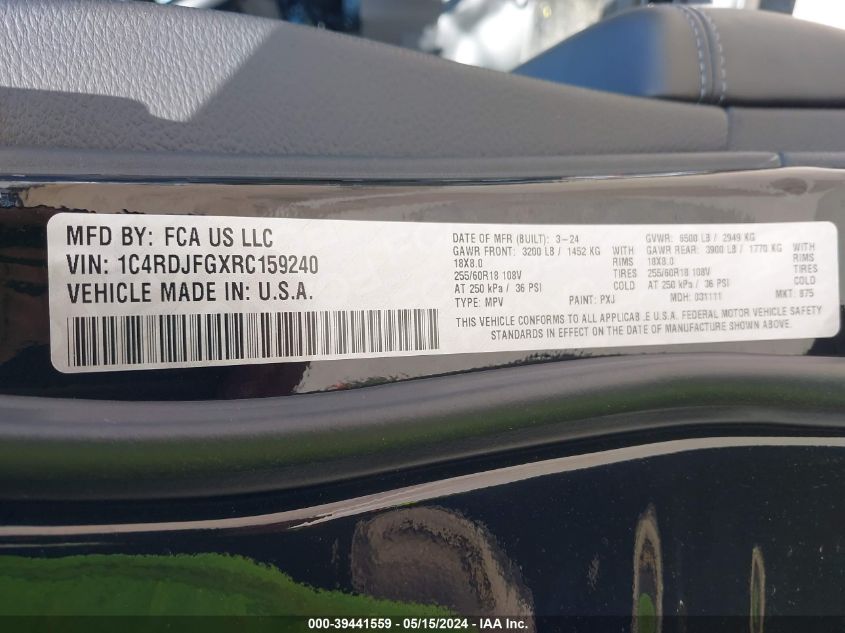 MFD BY: FCA US LLC
VIN: 1C4RDJFGXRC159240
VEHICLE MADE IN: U.S.A.
DATE OF MFR (BUILT): 3-24 GVWR: 6500 LB / 2949 KG
GAWR FRONT: 3200 LB / 1452 KG WITH GAWR REAR: 3900 LB / 1770 KG WITH
18X8.0 RIMS 18X8.0 RIMS
255/60R18 108V TIRES 255/60R18 108V TIRES
AT 250 kPa / 36 PSI COLD AT 250 kPa / 36 PSI COLD
TYPE: MPV PAINT: PXJ MDH: 031111 MKT: 875
THIS VEHICLE CONFORMS TO ALL APPLICABLE U.S.A. FEDERAL MOTOR VEHICLE SAFETY
STANDARDS IN EFFECT ON THE DATE OF MANUFACTURE SHOWN ABOVE.
000-39441559 - 05/15/2024 - IAA Inc.